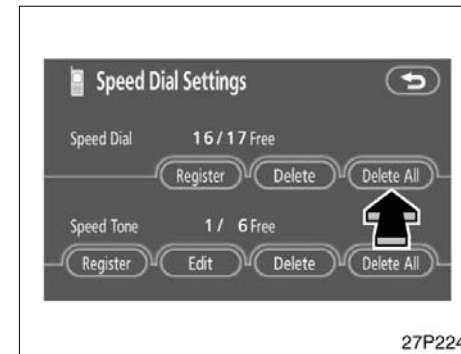 Speed Dial Settings
Speed Dial 16/17 Free
Register Delete Delete All
Speed Tone 1/ 6 Free
Register Edit Delete Delete All
27P224